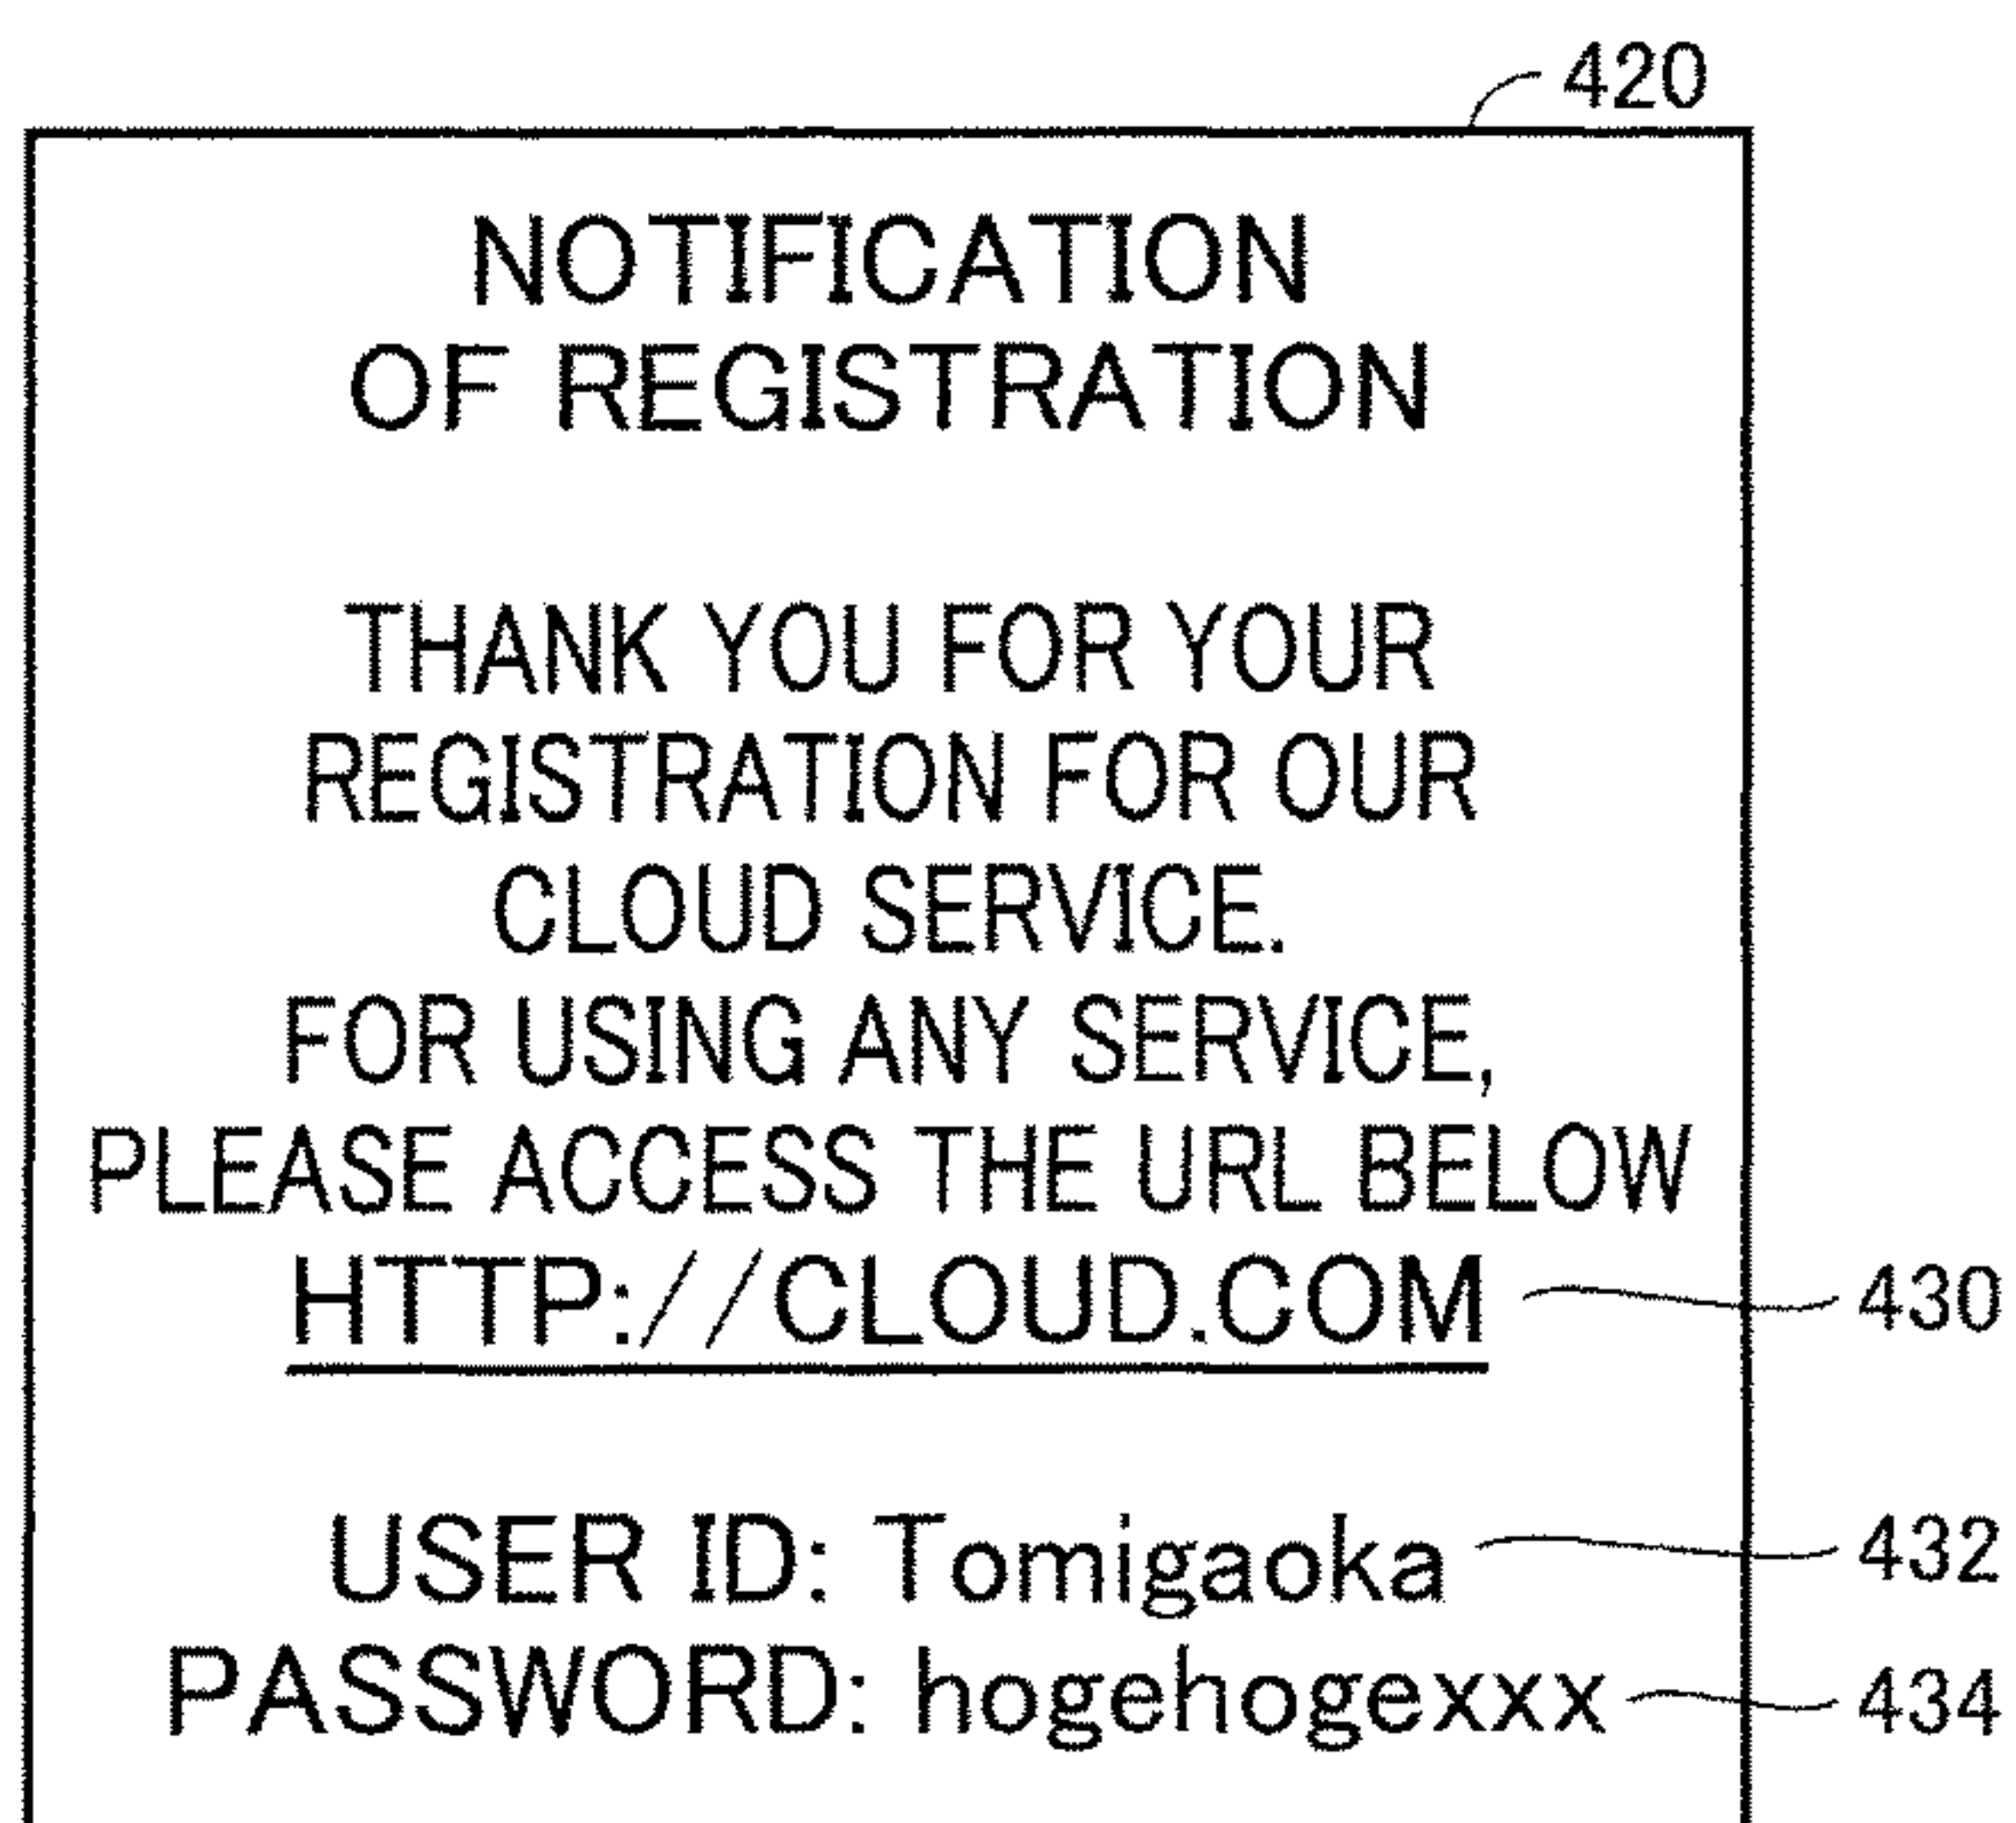 420
NOTIFICATION
OF REGISTRATION
THANK YOU FOR YOUR
REGISTRATION FOR OUR
CLOUD SERVICE.
FOR USING ANY SERVICE,
PLEASE ACCESS THE URL BELOW
HTTP://CLOUD.COM 430
USER ID: Tomigaoka 432
PASSWORD: hogehogexxx 434